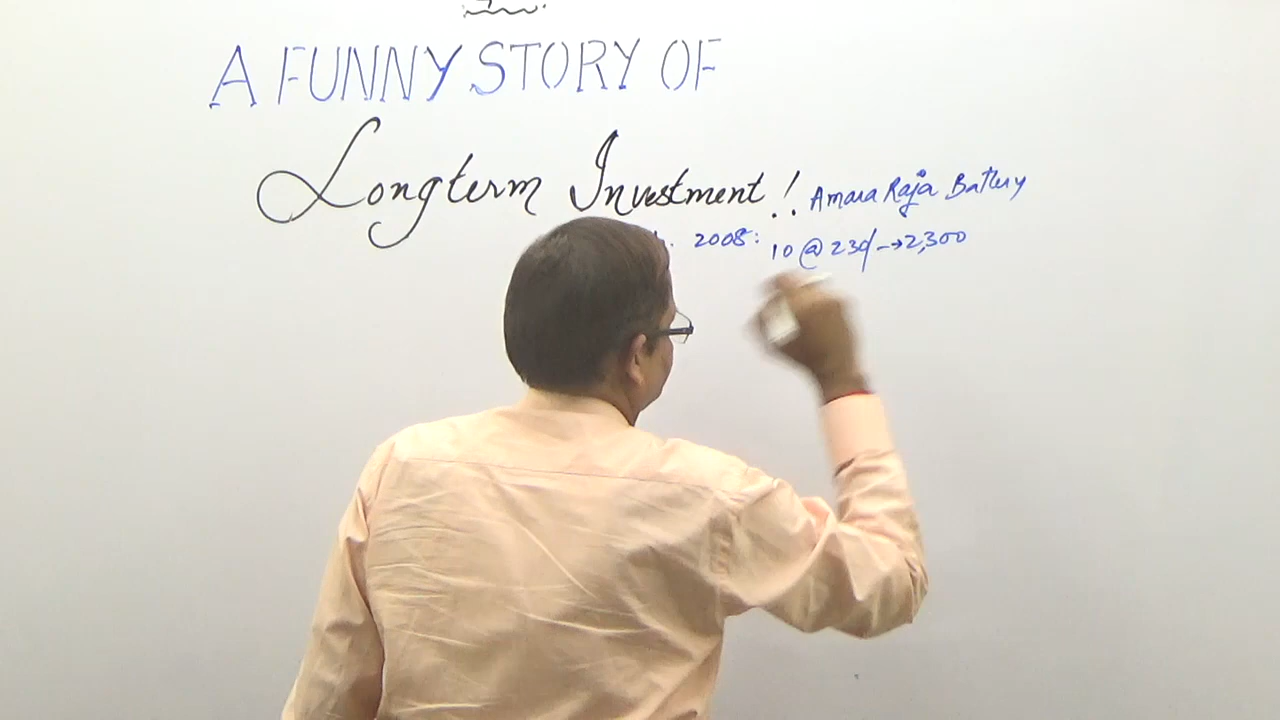 A FUNNY STORY OF
Longterm Investment !! Amara Raja Battery
2008: 10 @ 230/- → 2,300